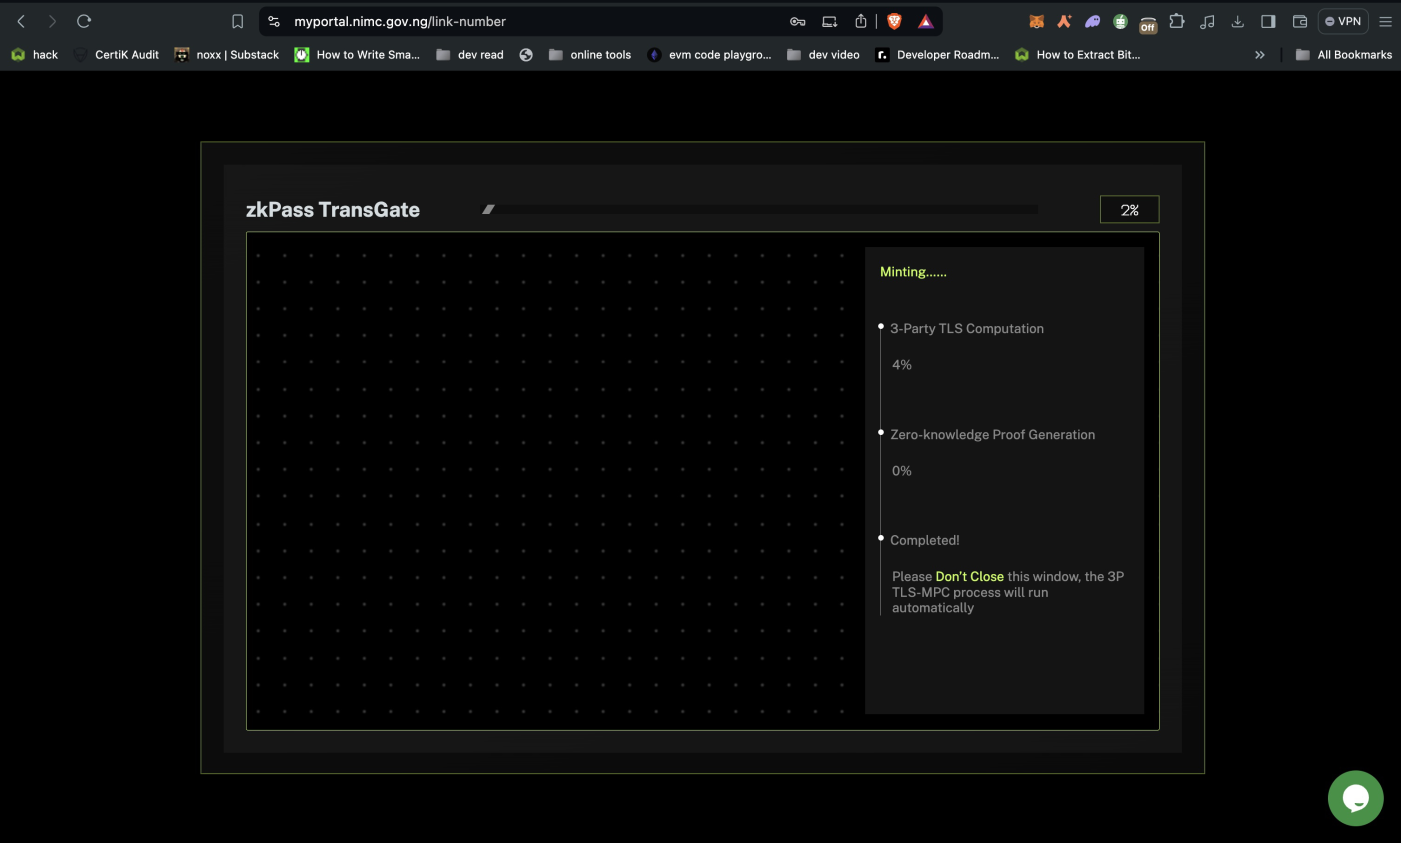 myportal.nimc.gov.ng/link-number
Off
VPN
hack
CertiK Audit
noxx | Substack
How to Write Sma...
dev read
online tools
evm code playgro...
dev video
r.
Developer Roadm...
How to Extract Bit...
»
All Bookmarks
zkPass TransGate
2%
Minting......
3-Party TLS Computation
4%
Zero-knowledge Proof Generation
0%
Completed!
Please Don't Close this window, the 3P
TLS-MPC process will run
automatically